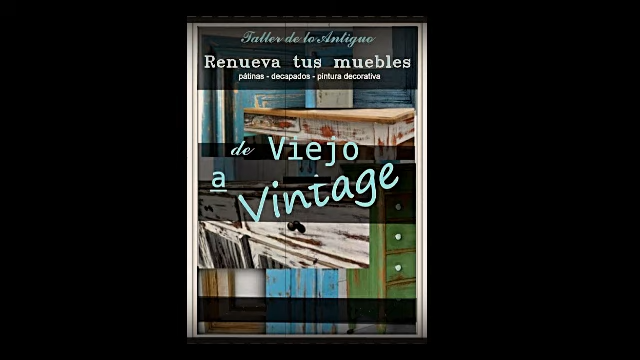 Taller de lo Antiguo
Renueva tus muebles
pátinas - decapados - pintura decorativa
de Viejo
a Vintage